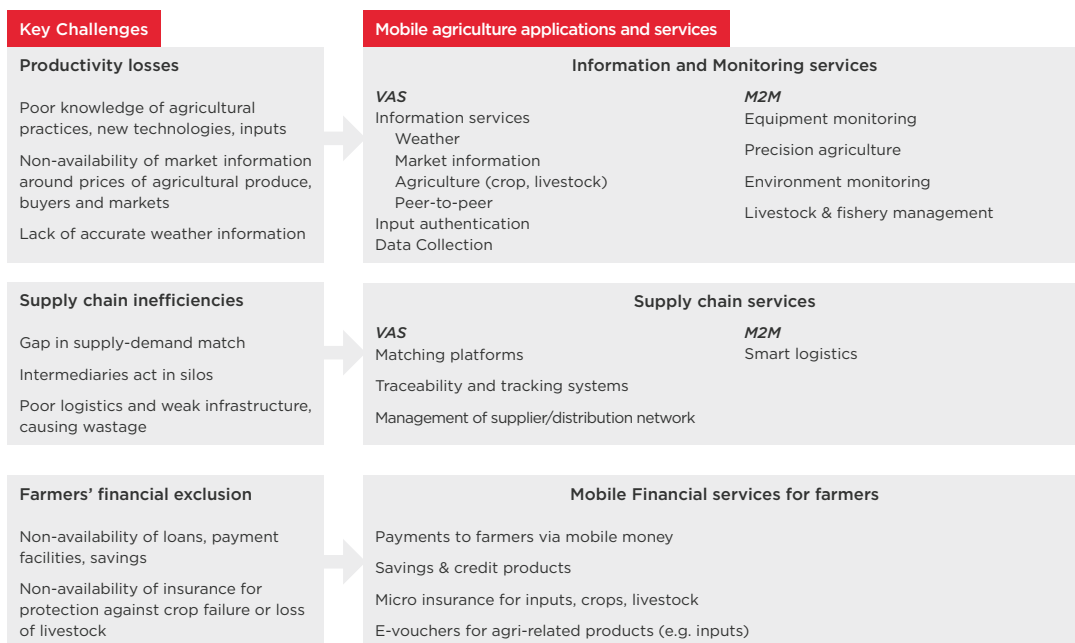 Key Challenges
Mobile agriculture applications and services
Productivity losses
Poor knowledge of agricultural
practices, new technologies, inputs
Non-availability of market information
around prices of agricultural produce,
buyers and markets
Lack of accurate weather information
Information and Monitoring services
VAS
Information services
Weather
Market information
Agriculture (crop, livestock)
Peer-to-peer
Input authentication
Data Collection
M2M
Equipment monitoring
Precision agriculture
Environment monitoring
Livestock & fishery management
Supply chain inefficiencies
Gap in supply-demand match
Intermediaries act in silos
Poor logistics and weak infrastructure,
causing wastage
Supply chain services
VAS
Matching platforms
Traceability and tracking systems
Management of supplier/distribution network
M2M
Smart logistics
Farmers' financial exclusion
Non-availability of loans, payment
facilities, savings
Non-availability of insurance for
protection against crop failure or loss
of livestock
Mobile Financial services for farmers
Payments to farmers via mobile money
Savings & credit products
Micro insurance for inputs, crops, livestock
E-vouchers for agri-related products (e.g. inputs)